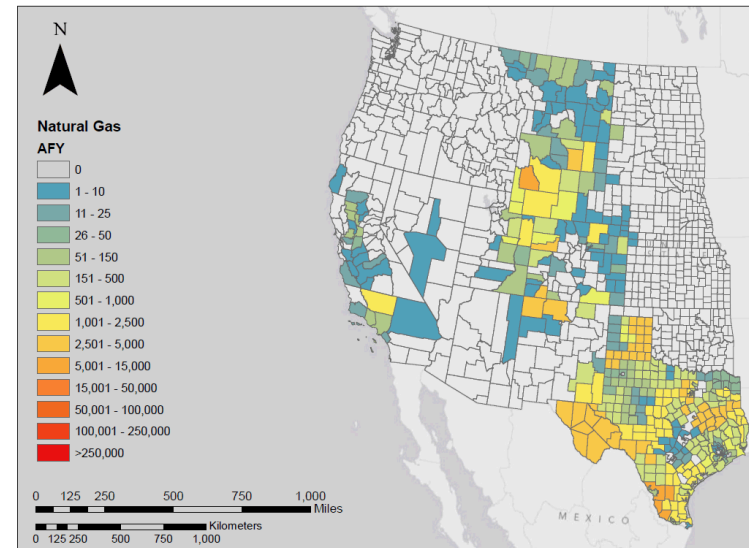 N
Natural Gas
AFY
0
1 - 10
11 - 25
26 - 50
51 - 150
151 - 500
501 - 1,000
1,001 - 2,500
2,501 - 5,000
5,001 - 15,000
15,001 - 50,000
50,001 - 100,000
100,001 - 250,000
>250,000
0 125 250 500 750 1,000
Miles
Kilometers
0 125 250 500 750 1,000
MEXICO